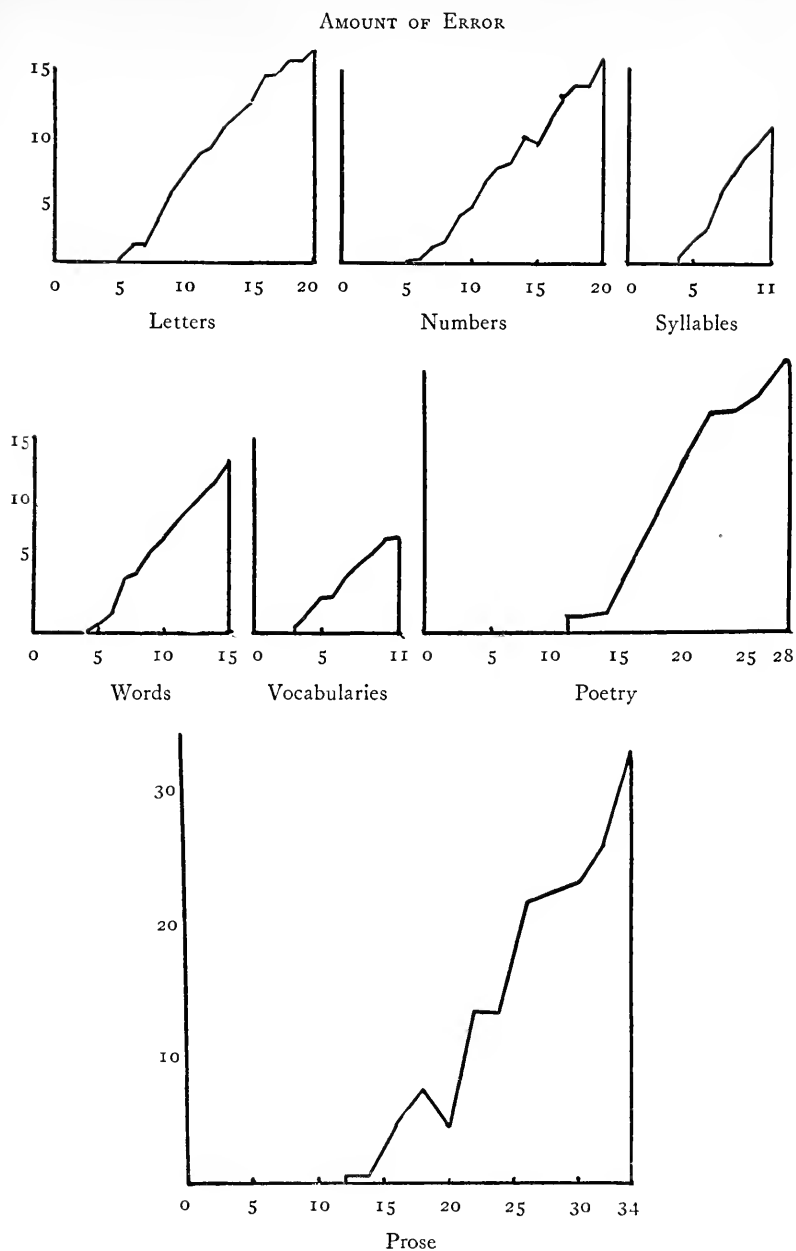 AMOUNT OF ERROR
15
10
5
0 5 10 15 20 0 5 10 15 20 0 5 11
Letters Numbers Syllables
15
10
5
0 5 10 15 0 5 11 0 5 10 15 20 25 28
Words Vocabularies Poetry
30
20
10
0 5 10 15 20 25 30 34
Prose